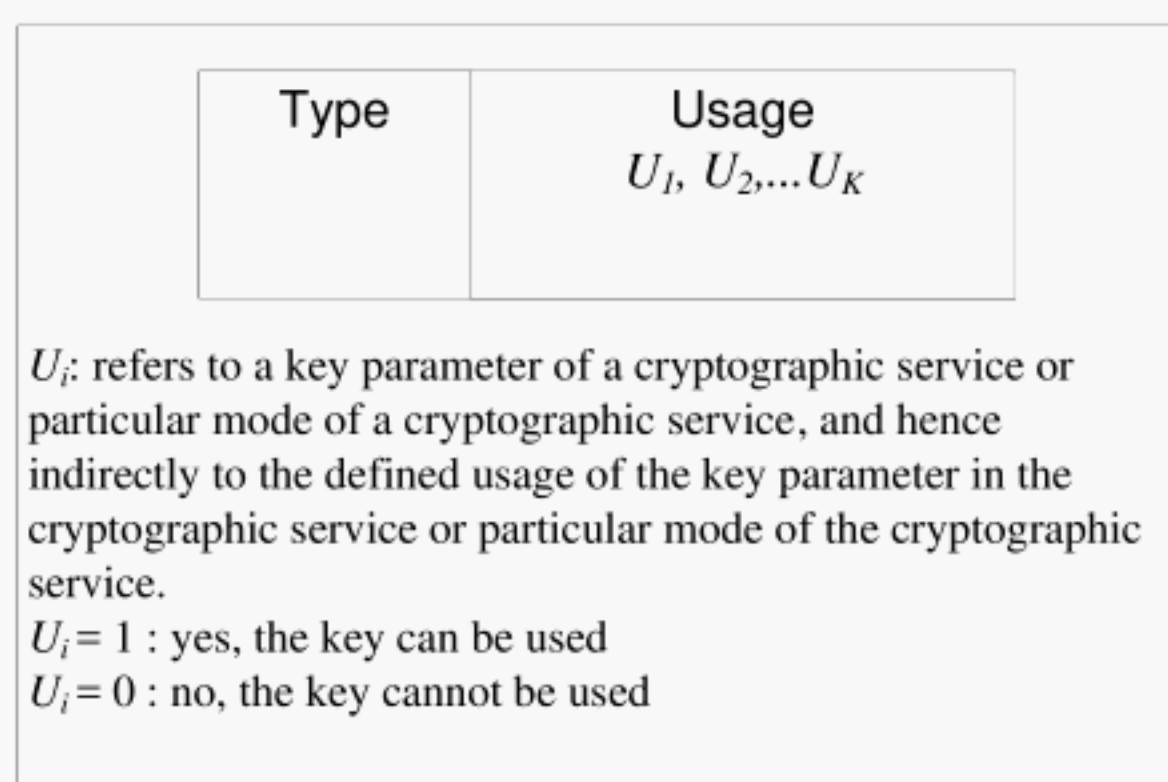 Type
Usage
U1, U2,...UK
Ui: refers to a key parameter of a cryptographic service or
particular mode of a cryptographic service, and hence
indirectly to the defined usage of the key parameter in the
cryptographic service or particular mode of the cryptographic
service.
Ui= 1 : yes, the key can be used
Ui= 0 : no, the key cannot be used